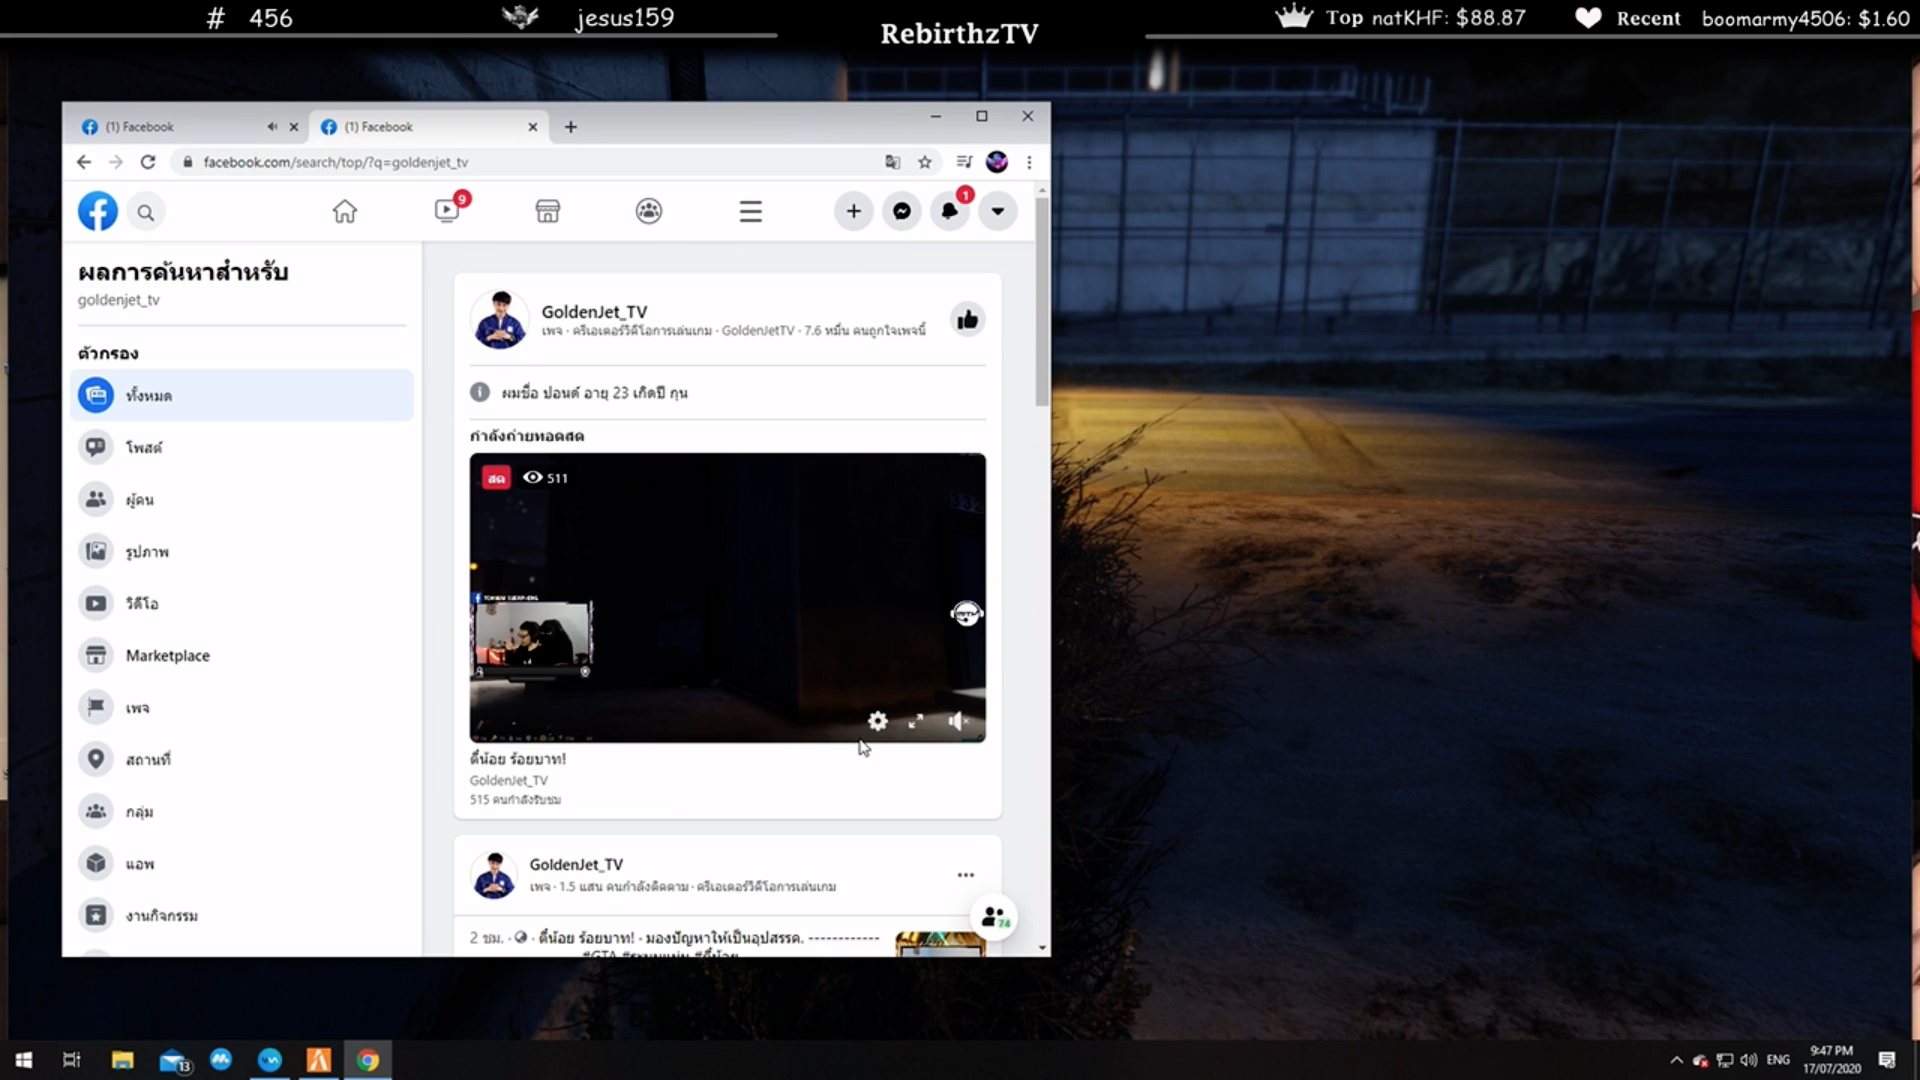 # 456
jesus159
RebirthzTV
Top natKHF: $88.87
Recent boomarmy4506: $1.60
(1) Facebook
(1) Facebook
facebook.com/search/top/?q=goldenjet_tv
9
1
ผลการค้นหาสำหรับ
goldenjet_tv
ตัวกรอง
ทั้งหมด
โพสต์
ผู้คน
รูปภาพ
วิดีโอ
Marketplace
เพจ
สถานที่
กลุ่ม
แอพ
งานกิจกรรม
GoldenJet_TV
เพจ · ครีเอเตอร์วิดีโอการเล่นเกม · GoldenJetTV · 7.6 หมื่น คนถูกใจเพจนี้
ผมชื่อ ปอนด์ อายุ 23 เกิดปี กุน
กำลังถ่ายทอดสด
สด 511
ตี๋น้อย ร้อยบาท!
GoldenJet_TV
515 คนกำลังรับชม
GoldenJet_TV
เพจ · 1.5 แสน คนกำลังติดตาม · ครีเอเตอร์วิดีโอการเล่นเกม
74
2 ชม. · ตี๋น้อย ร้อยบาท! · มองปัญหาให้เป็นอุปสรรค. ------------
13
ENG
9:47 PM
17/07/2020